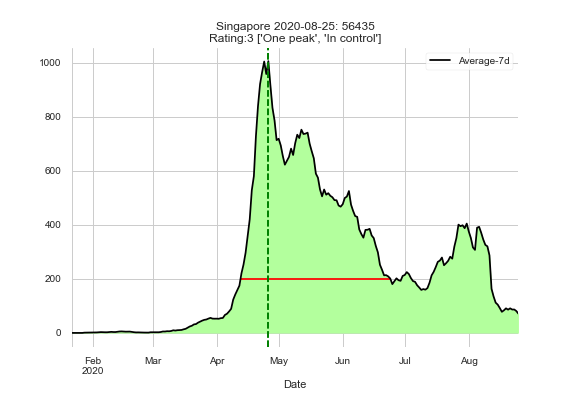 Singapore 2020-08-25: 56435
Rating:3 ['One peak', 'In control']
Average-7d
1000
800
600
400
200
0
Feb
2020
Mar
Apr
May
Jun
Jul
Aug
Date